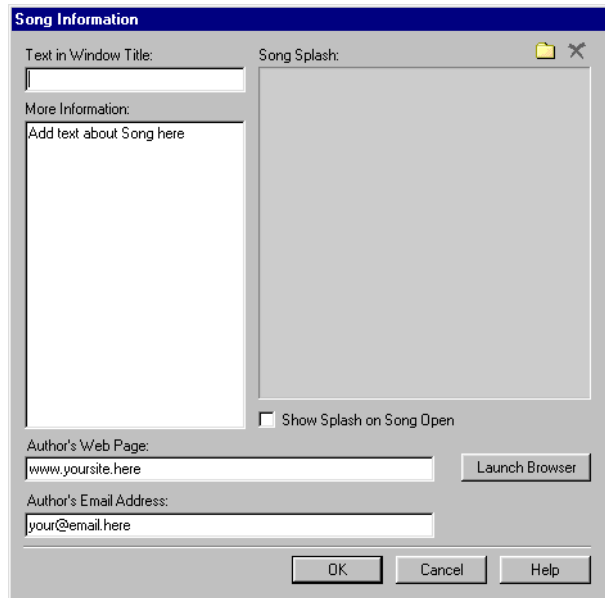 Song Information
Text in Window Title:
Song Splash:
More Information:
Add text about Song here
Show Splash on Song Open
Author's Web Page:
www.yoursite.here
Launch Browser
Author's Email Address:
your@email.here
OK Cancel Help